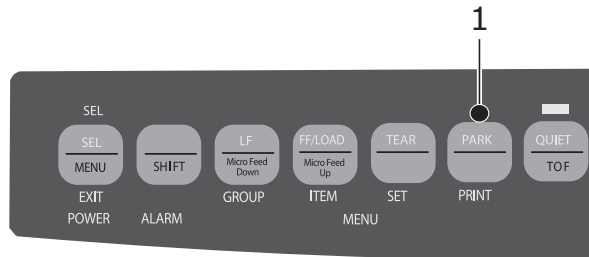 1
SEL
SEL LF FF/LOAD TEAR PARK QUIET
MENU SHIFT Micro Feed Down Micro Feed Up TOF
EXIT GROUP ITEM SET PRINT
POWER ALARM MENU